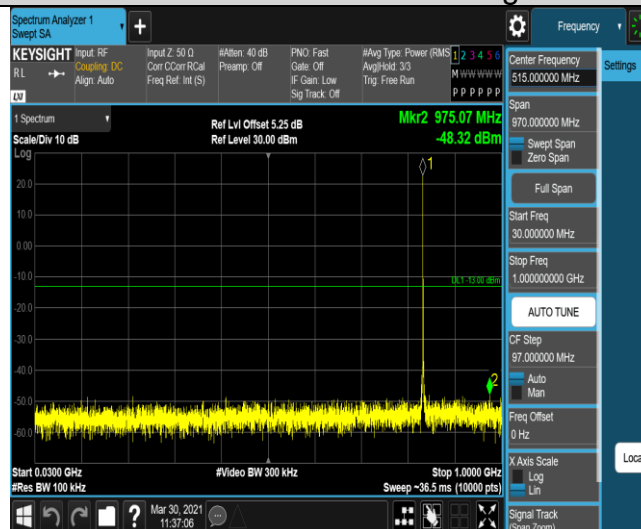 Spectrum Analyzer 1
Swept SA
Frequency
KEYSIGHT
RL
Input: RF
Coupling: DC
Align: Auto
Input Z: 50 Ω
Corr CCorr RCal
Freq Ref: Int (S)
#Atten: 40 dB
Preamp: Off
PNO: Fast
Gate: Off
IF Gain: Low
Sig Track: Off
#Avg Type: Power (RMS
Avg|Hold: 3/3
Trig: Free Run
1 2 3 4 5 6
M W W W W W
P P P P P P
LXI
1 Spectrum
Scale/Div 10 dB
Log
Ref Lvl Offset 5.25 dB
Ref Level 30.00 dBm
Mkr2 975.07 MHz
-48.32 dBm
1
20.0
10.0
0.00
-10.0
DL1 -13.00 dBm
-20.0
-30.0
-40.0
-50.0
-60.0
2
Start 0.0300 GHz
#Res BW 100 kHz
#Video BW 300 kHz
Stop 1.0000 GHz
Sweep ~36.5 ms (10000 pts)
Mar 30, 2021
11:37:06
Center Frequency
515.000000 MHz
Span
970.000000 MHz
Swept Span
Zero Span
Full Span
Start Freq
30.000000 MHz
Stop Freq
1.000000000 GHz
AUTO TUNE
CF Step
97.000000 MHz
Auto
Man
Freq Offset
0 Hz
X Axis Scale
Log
Lin
Signal Track
(Span Zoom)
Settings
Loca